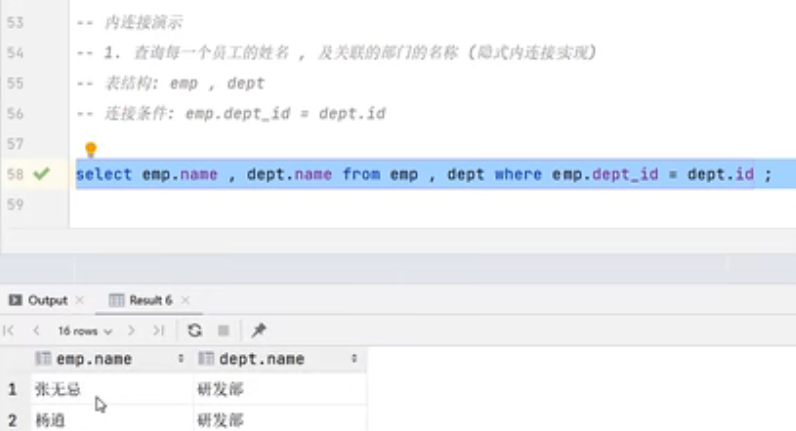 53 -- 内连接演示
54 -- 1. 查询每一个员工的姓名 , 及关联的部门的名称 (隐式内连接实现)
55 -- 表结构: emp , dept
56 -- 连接条件: emp.dept_id = dept.id
57
58 select emp.name , dept.name from emp , dept where emp.dept_id = dept.id ;
59
Output × Result 6 ×
16 rows
emp.name dept.name
1 张无忌 研发部
2 杨逍 研发部